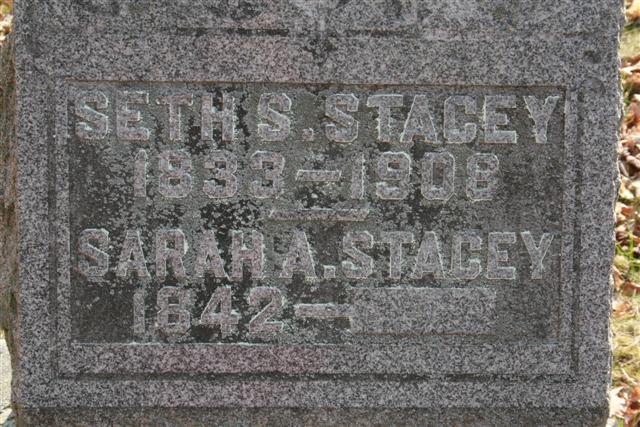 SETH S. STACEY
1833—1908
SARAH A. STACEY
1842—